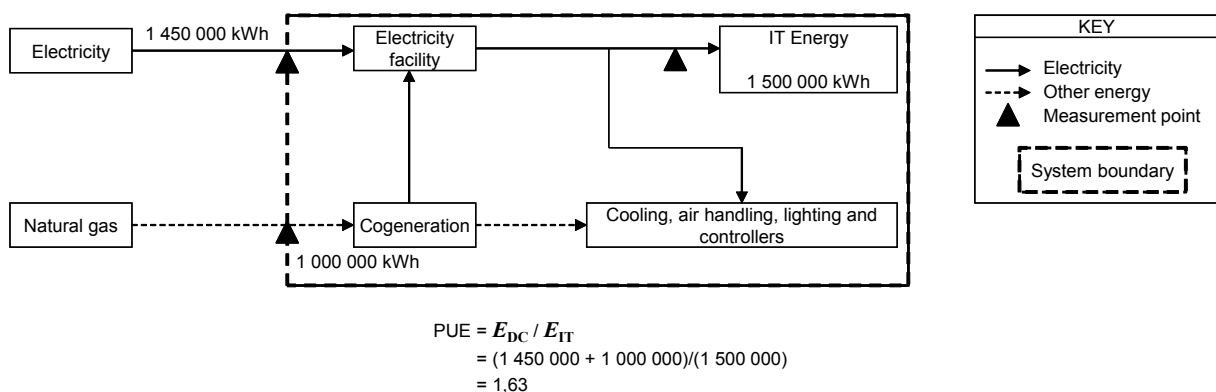 1 450 000 kWh
Electricity
Electricity
facility
IT Energy
1 500 000 kWh
Natural gas
Cogeneration
Cooling, air handling, lighting and
controllers
1 000 000 kWh
KEY
Electricity
Other energy
Measurement point
System boundary
PUE = E_DC / E_IT
= (1 450 000 + 1 000 000)/(1 500 000)
= 1,63